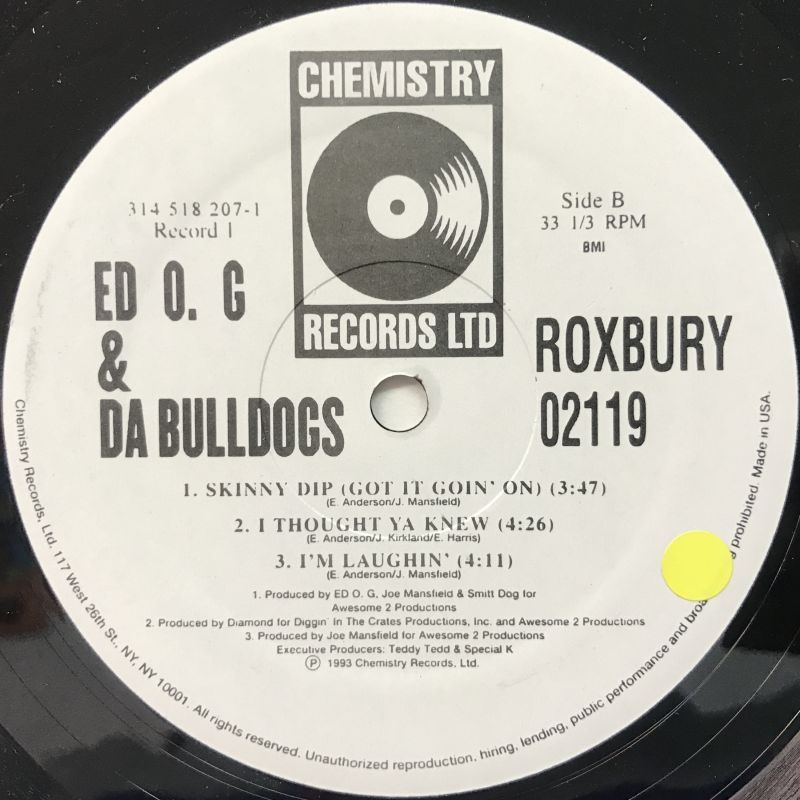 CHEMISTRY
RECORDS LTD
314 518 207-1
Record 1
Side B
33 1/3 RPM
BMI
ED O. G
&
DA BULLDOGS
ROXBURY
02119
1. SKINNY DIP (GOT IT GOIN' ON) (3:47)
(E. Anderson/J. Mansfield)
2. I THOUGHT YA KNEW (4:26)
(E. Anderson/J. Kirkland/E. Harris)
3. I'M LAUGHIN' (4:11)
(E. Anderson/J. Mansfield)
1. Produced by ED O. G, Joe Mansfield & Smitt Dog for
Awesome 2 Productions
2. Produced by Diamond for Diggin' In The Crates Productions, Inc. and Awesome 2 Productions
3. Produced by Joe Mansfield for Awesome 2 Productions
Executive Producers: Teddy Tedd & Special K
Ⓟ 1993 Chemistry Records, Ltd.
Chemistry Records, Ltd. 117 West 26th St., NY, NY 10001. All rights reserved. Unauthorized reproduction, hiring, lending, public performance and prohibited. Made in USA.